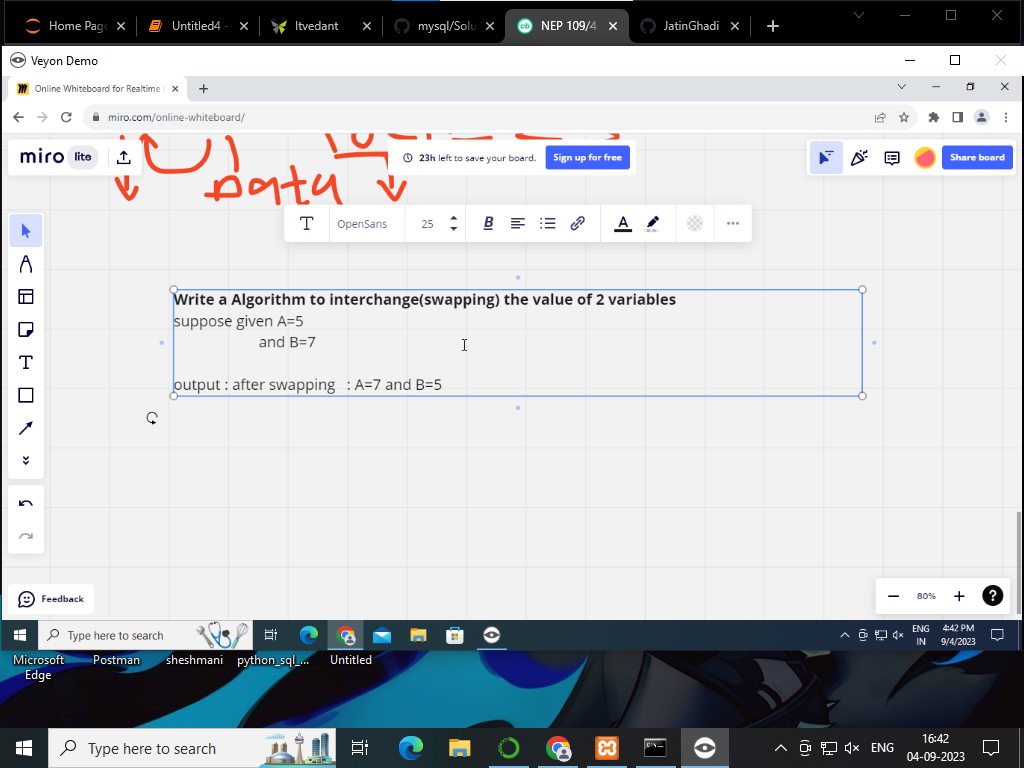 Home Page
Untitled4 -
Itvedant
mysql/Solu
NEP 109/4
JatinGhadi
Veyon Demo
Online Whiteboard for Realtime
miro.com/online-whiteboard/
miro lite
23h left to save your board.
Sign up for free
Share board
Data
OpenSans
25
B
A
Write a Algorithm to interchange(swapping) the value of 2 variables
suppose given A=5
and B=7
output : after swapping : A=7 and B=5
T
Feedback
80%
?
Type here to search
ENG
IN
4:42 PM
9/4/2023
Microsoft
Edge
Postman
sheshmani
python_sql_...
Untitled
Type here to search
ENG
16:42
04-09-2023